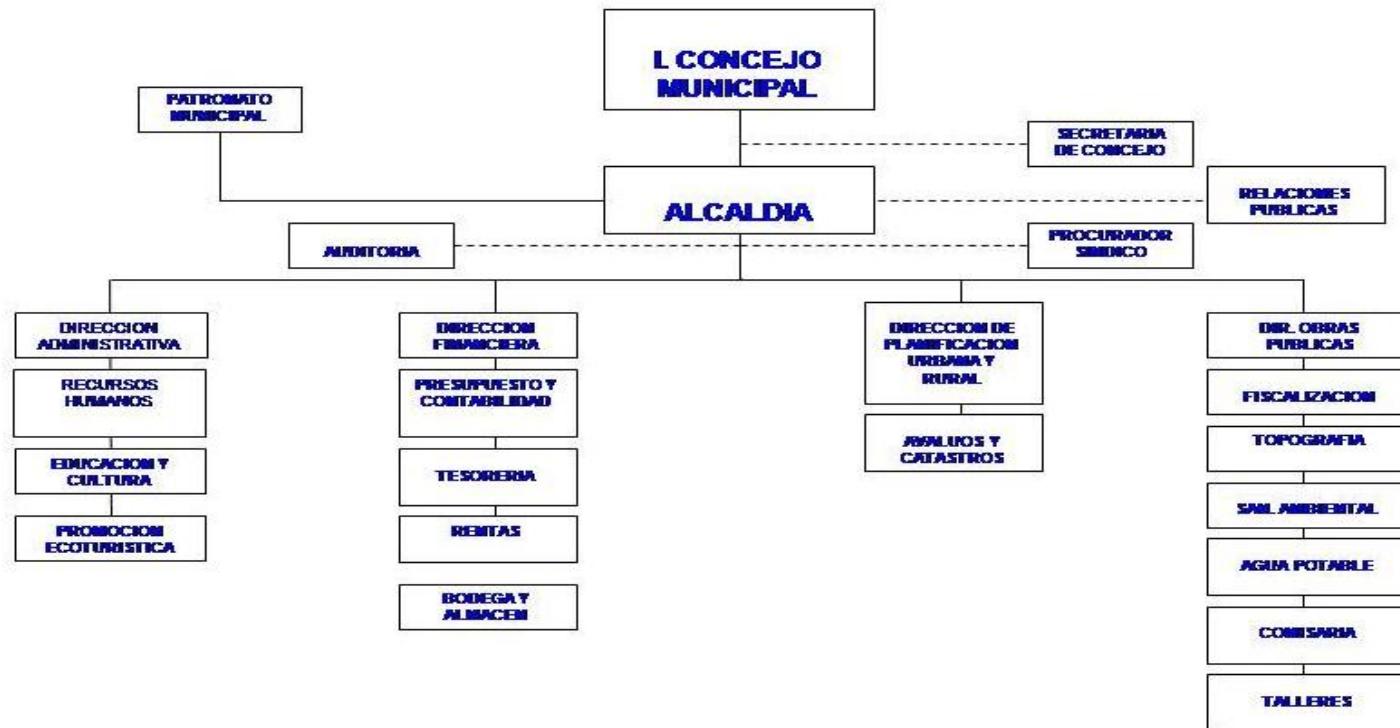 I. CONCEJO
MUNICIPAL
PATRONATO
MUNICIPAL
SECRETARIA
DE CONCEJO
ALCALDIA
RELACIONES
PUBLICAS
AUDITORIA
PROCURADOR
SINDICO
DIRECCION
ADMINISTRATIVA
RECURSOS
HUMANOS
EDUCACION Y
CULTURA
PROMOCION
ECOTURISTICA
DIRECCION
FINANCIERA
PRESUPUESTO Y
CONTABILIDAD
TESORERIA
RENTAS
BODEGA Y
ALMACEN
DIRECCION DE
PLANIFICACION
URBANA Y
RURAL
AVALUOS Y
CATASTROS
DIR. OBRAS
PUBLICAS
FISCALIZACION
TOPOGRAFIA
SAN. AMBIENTAL
AGUA POTABLE
COMISARIA
TALLERES